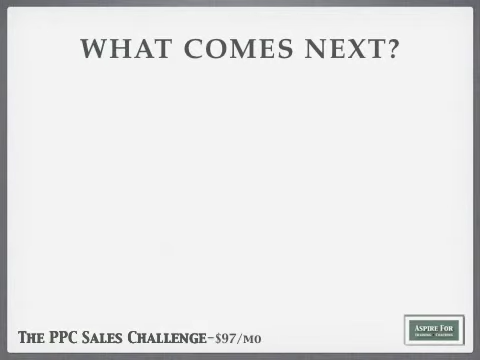 WHAT COMES NEXT?
The PPC Sales Challenge-$97/mo
Aspire For